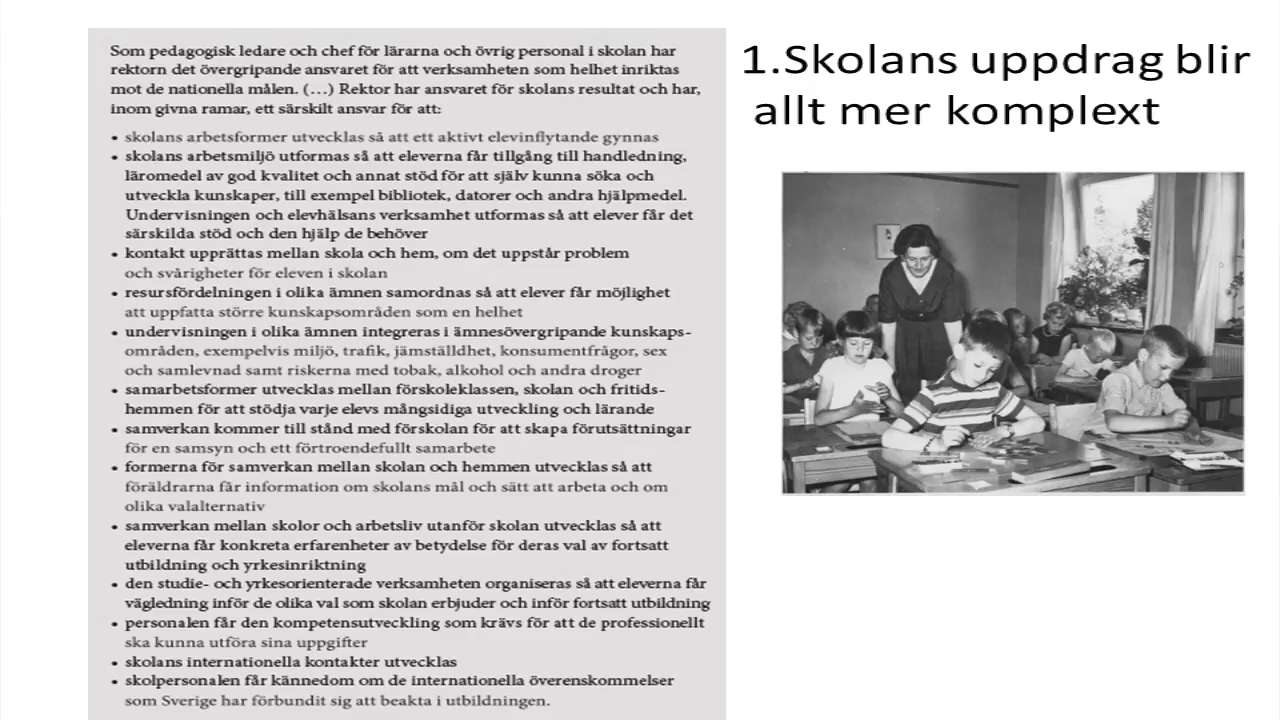 Som pedagogisk ledare och chef för lärarna och övrig personal i skolan har
rektorn det övergripande ansvaret för att verksamheten som helhet inriktas
mot de nationella målen. (…) Rektor har ansvaret för skolans resultat och har,
inom givna ramar, ett särskilt ansvar för att:
• skolans arbetsformer utvecklas så att ett aktivt elevinflytande gynnas
• skolans arbetsmiljö utformas så att eleverna får tillgång till handledning,
läromedel av god kvalitet och annat stöd för att själv kunna söka och
utveckla kunskaper, till exempel bibliotek, datorer och andra hjälpmedel.
Undervisningen och elevhälsans verksamhet utformas så att elever får det
särskilda stöd och den hjälp de behöver
• kontakt upprättas mellan skola och hem, om det uppstår problem
och svårigheter för eleven i skolan
• resursfördelningen i olika ämnen samordnas så att elever får möjlighet
att uppfatta större kunskapsområden som en helhet
• undervisningen i olika ämnen integreras i ämnesövergripande kunskaps-
områden, exempelvis miljö, trafik, jämställdhet, konsumentfrågor, sex
och samlevnad samt riskerna med tobak, alkohol och andra droger
• samarbetsformer utvecklas mellan förskoleklassen, skolan och fritids-
hemmen för att stödja varje elevs mångsidiga utveckling och lärande
• samverkan kommer till stånd med förskolan för att skapa förutsättningar
för en samsyn och ett förtroendefullt samarbete
• formerna för samverkan mellan skolan och hemmen utvecklas så att
föräldrarna får information om skolans mål och sätt att arbeta och om
olika valalternativ
• samverkan mellan skolor och arbetsliv utanför skolan utvecklas så att
eleverna får konkreta erfarenheter av betydelse för deras val av fortsatt
utbildning och yrkesinriktning
• den studie- och yrkesorienterade verksamheten organiseras så att eleverna får
vägledning inför de olika val som skolan erbjuder och inför fortsatt utbildning
• personalen får den kompetensutveckling som krävs för att de professionellt
ska kunna utföra sina uppgifter
• skolans internationella kontakter utvecklas
• skolpersonalen får kännedom om de internationella överenskommelser
som Sverige har förbundit sig att beakta i utbildningen.
1.Skolans uppdrag blir
allt mer komplext